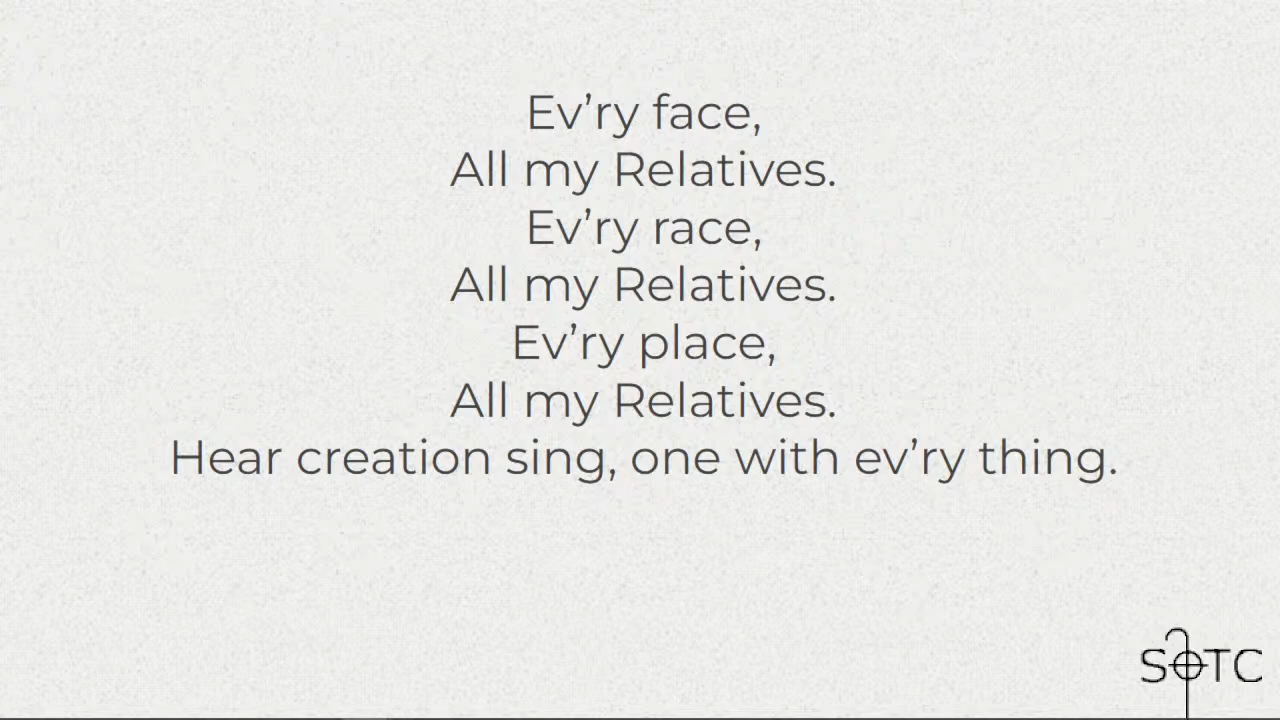 Ev’ry face,
All my Relatives.
Ev’ry race,
All my Relatives.
Ev’ry place,
All my Relatives.
Hear creation sing, one with ev’ry thing.
SOTC